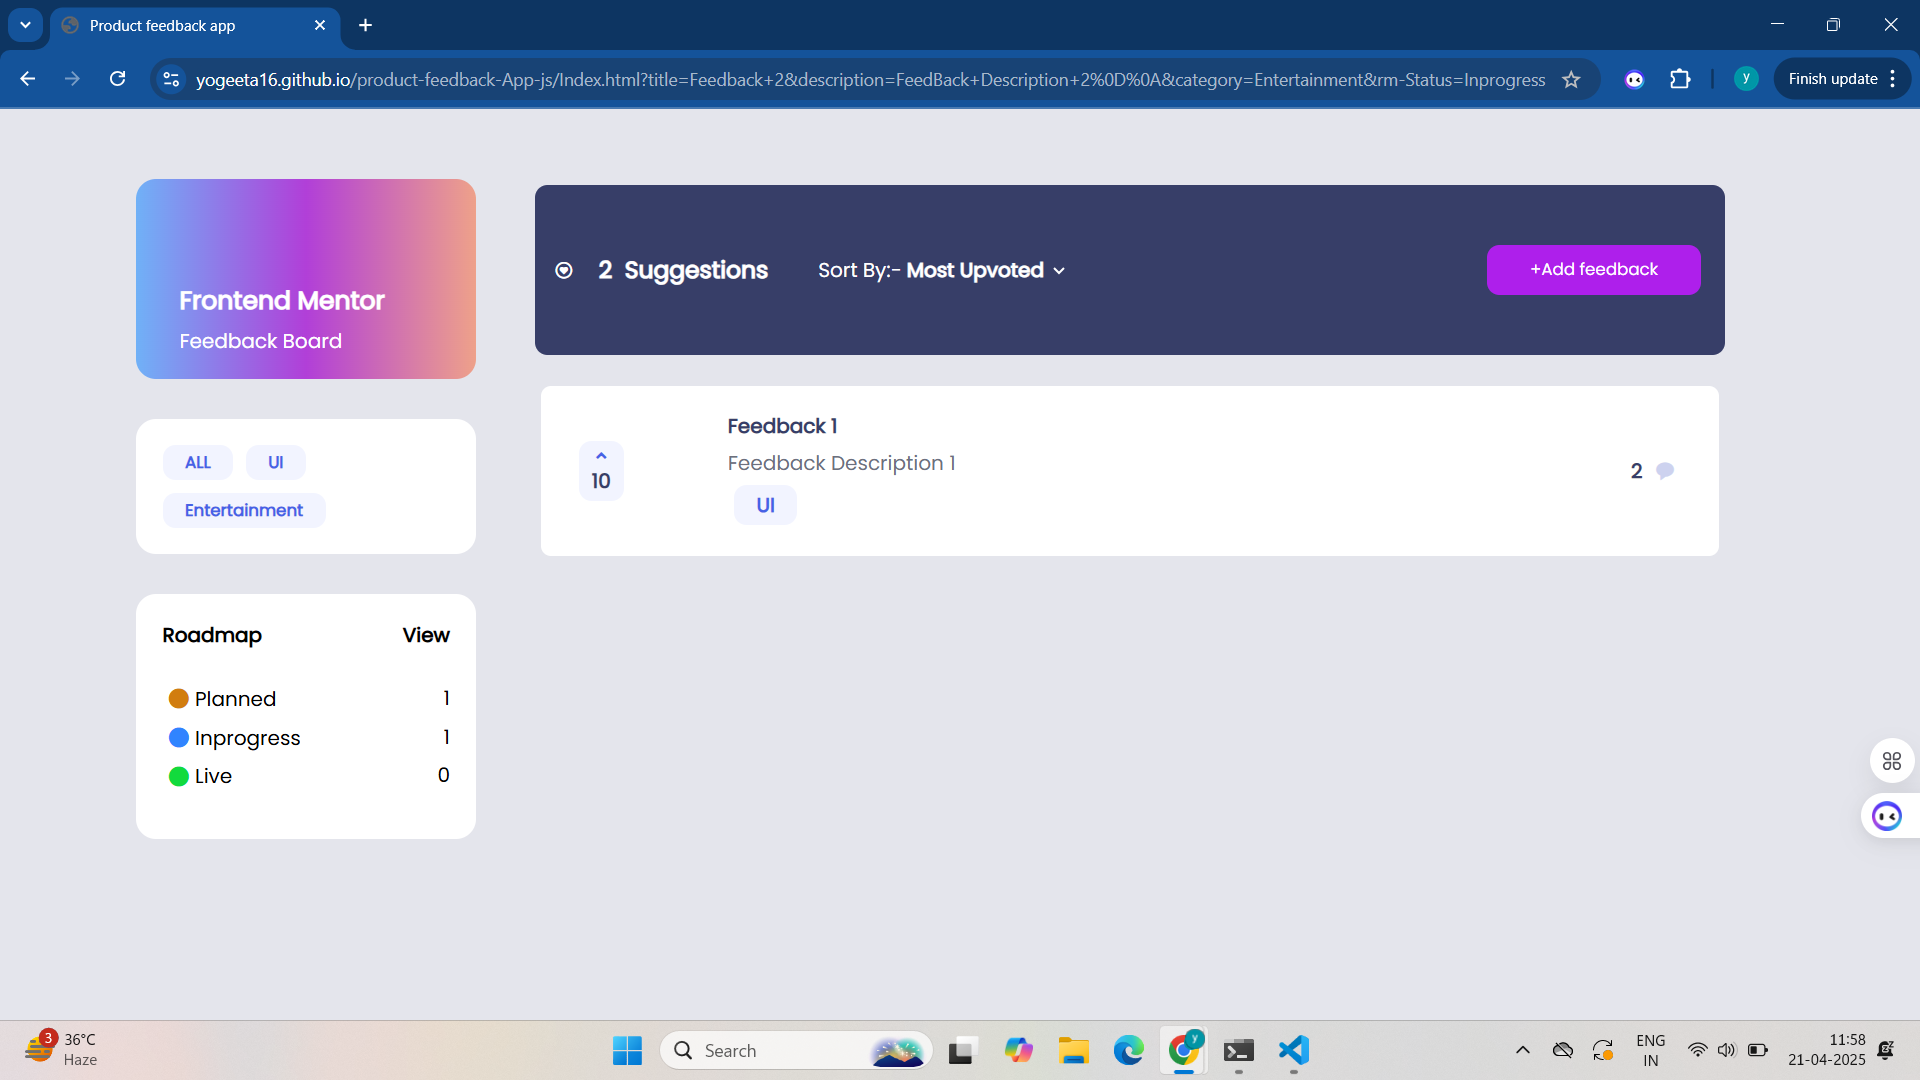 Product feedback app
yogeeta16.github.io/product-feedback-App-js/Index.html?title=Feedback+2&description=FeedBack+Description+2%0D%0A&category=Entertainment&rm-Status=Inprogress
y
Finish update
Frontend Mentor
Feedback Board
2 Suggestions
Sort By:- Most Upvoted
+Add feedback
ALL
UI
Entertainment
10
Feedback 1
Feedback Description 1
UI
2
Roadmap
View
Planned
1
Inprogress
1
Live
0
3
36°C
Haze
Search
y
ENG
IN
11:58
21-04-2025